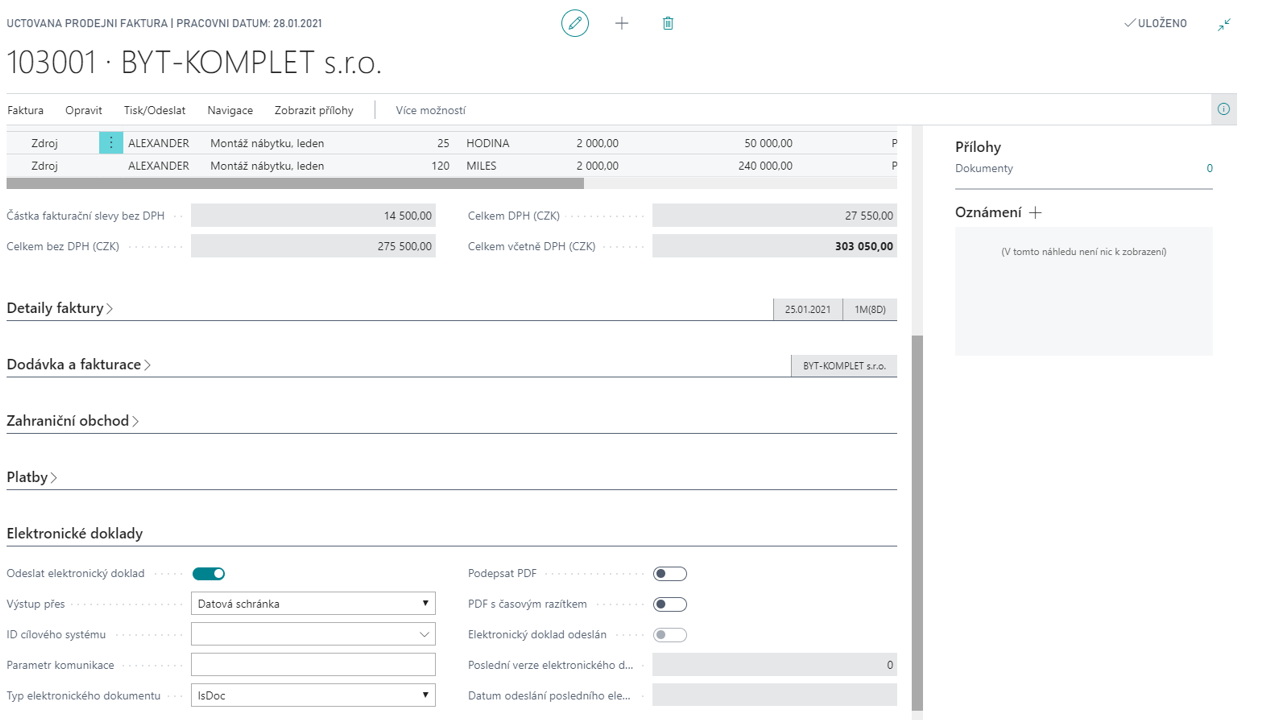 UCTOVANA PRODEJNI FAKTURA | PRACOVNI DATUM: 28.01.2021
ULOŽENO
103001 · BYT-KOMPLET s.r.o.
Faktura Opravit Tisk/Odeslat Navigace Zobrazit přílohy Více možností
Zdroj ALEXANDER Montáž nábytku, leden 25 HODINA 2 000,00 50 000,00 P
Zdroj ALEXANDER Montáž nábytku, leden 120 MILES 2 000,00 240 000,00 P
Částka fakturační slevy bez DPH 14 500,00 Celkem DPH (CZK) 27 550,00
Celkem bez DPH (CZK) 275 500,00 Celkem včetně DPH (CZK) 303 050,00
Detaily faktury 25.01.2021 1M(8D)
Dodávka a fakturace BYT-KOMPLET s.r.o.
Zahraniční obchod
Platby
Elektronické doklady
Odeslat elektronický doklad Podepsat PDF
Výstup přes Datová schránka PDF s časovým razítkem
ID cílového systému Elektronický doklad odeslán
Parametr komunikace Poslední verze elektronického d... 0
Typ elektronického dokumentu IsDoc Datum odeslání posledního ele...
Přílohy
Dokumenty 0
Oznámení
(V tomto náhledu není nic k zobrazení)